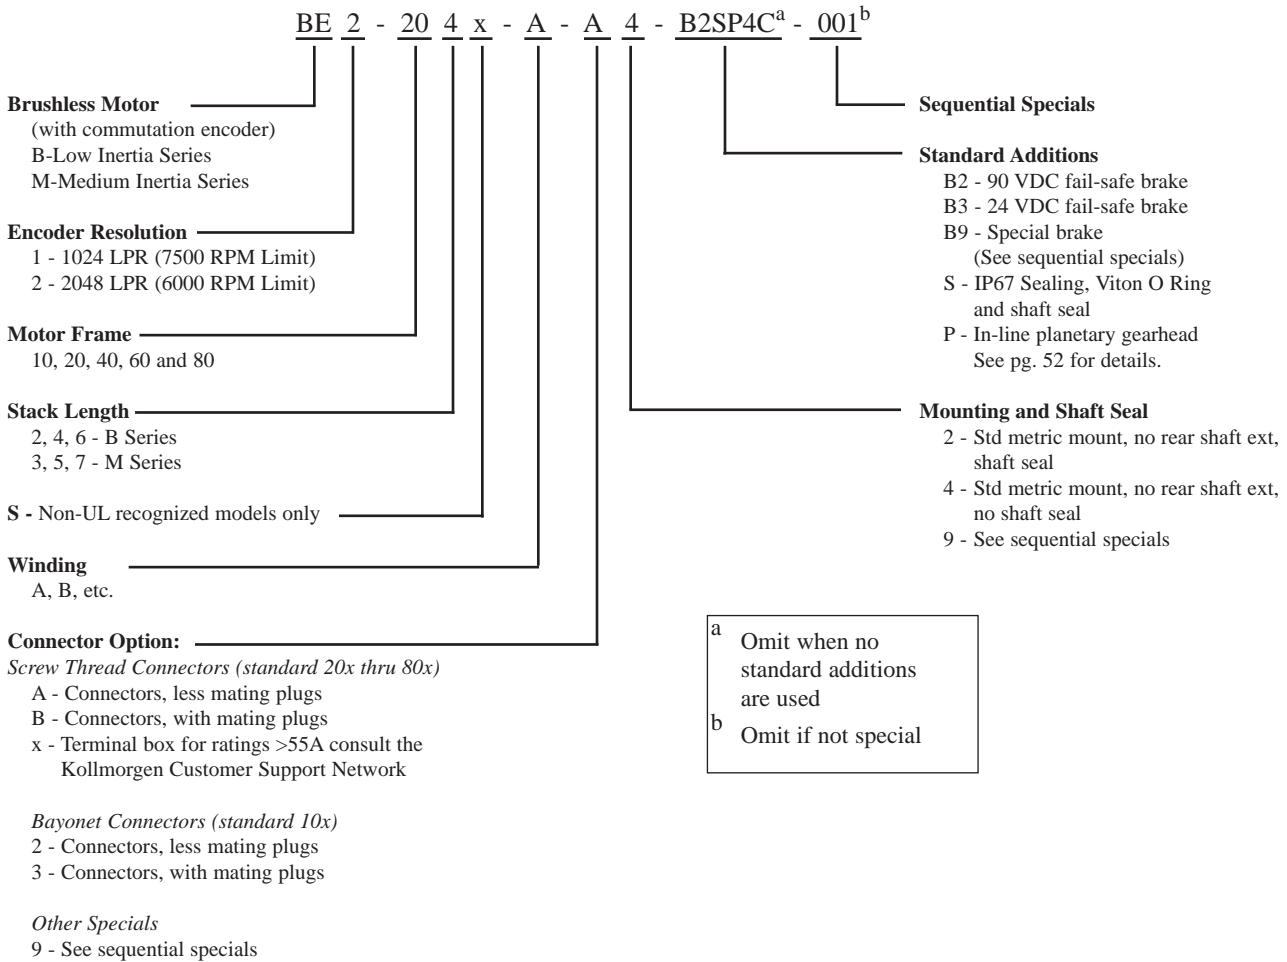 BE 2 - 20 4 x - A - A 4 - B2SP4Ca - 001b
Brushless Motor
(with commutation encoder)
B-Low Inertia Series
M-Medium Inertia Series
Encoder Resolution
1 - 1024 LPR (7500 RPM Limit)
2 - 2048 LPR (6000 RPM Limit)
Motor Frame
10, 20, 40, 60 and 80
Stack Length
2, 4, 6 - B Series
3, 5, 7 - M Series
S - Non-UL recognized models only
Winding
A, B, etc.
Connector Option:
Screw Thread Connectors (standard 20x thru 80x)
A - Connectors, less mating plugs
B - Connectors, with mating plugs
x - Terminal box for ratings >55A consult the
Kollmorgen Customer Support Network
Bayonet Connectors (standard 10x)
2 - Connectors, less mating plugs
3 - Connectors, with mating plugs
Other Specials
9 - See sequential specials
Sequential Specials
Standard Additions
B2 - 90 VDC fail-safe brake
B3 - 24 VDC fail-safe brake
B9 - Special brake
(See sequential specials)
S - IP67 Sealing, Viton O Ring
and shaft seal
P - In-line planetary gearhead
See pg. 52 for details.
Mounting and Shaft Seal
2 - Std metric mount, no rear shaft ext,
shaft seal
4 - Std metric mount, no rear shaft ext,
no shaft seal
9 - See sequential specials
a Omit when no
standard additions
are used
b Omit if not special